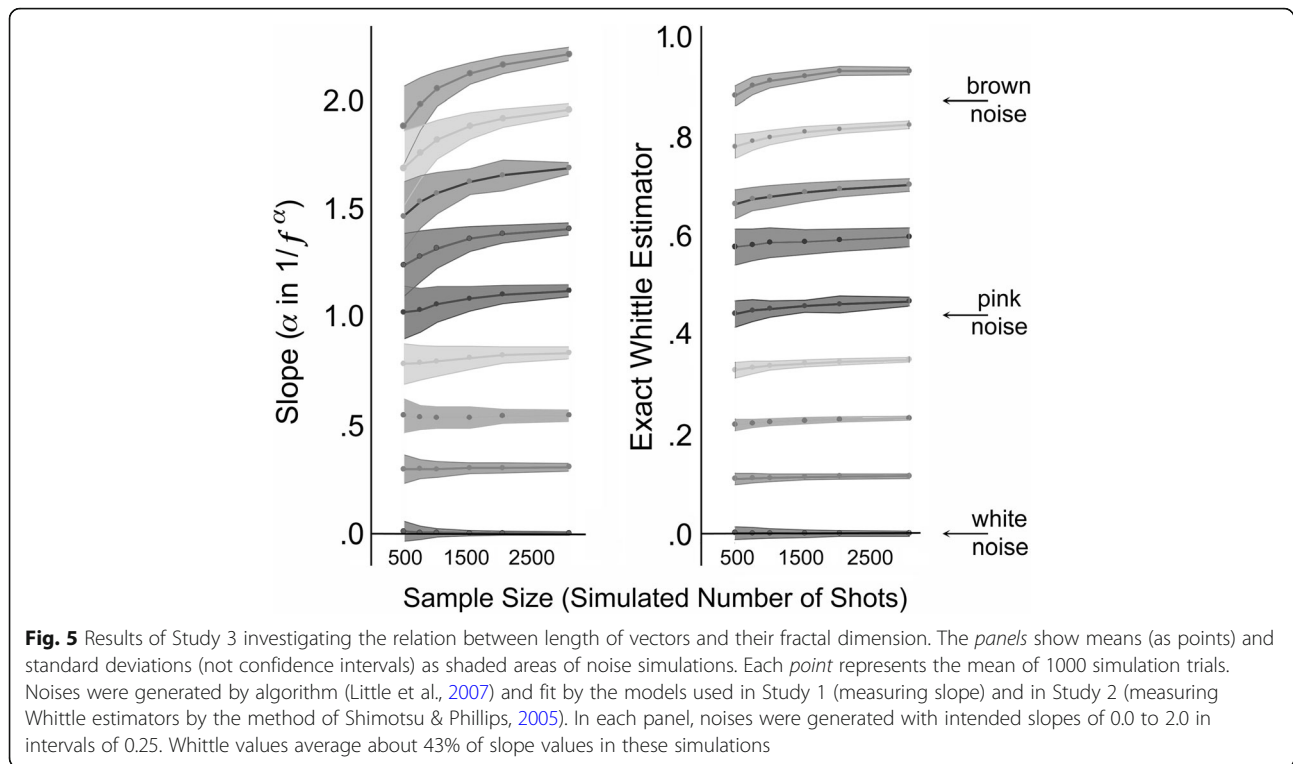 2.0
1.5
1.0
.5
.0
Slope (α in 1/f^α)
500 1500 2500
1.0
.8
.6
.4
.2
.0
Exact Whittle Estimator
500 1500 2500
brown
noise
pink
noise
white
noise
Sample Size (Simulated Number of Shots)
Fig. 5 Results of Study 3 investigating the relation between length of vectors and their fractal dimension. The panels show means (as points) and
standard deviations (not confidence intervals) as shaded areas of noise simulations. Each point represents the mean of 1000 simulation trials.
Noises were generated by algorithm (Little et al., 2007) and fit by the models used in Study 1 (measuring slope) and in Study 2 (measuring
Whittle estimators by the method of Shimotsu & Phillips, 2005). In each panel, noises were generated with intended slopes of 0.0 to 2.0 in
intervals of 0.25. Whittle values average about 43% of slope values in these simulations